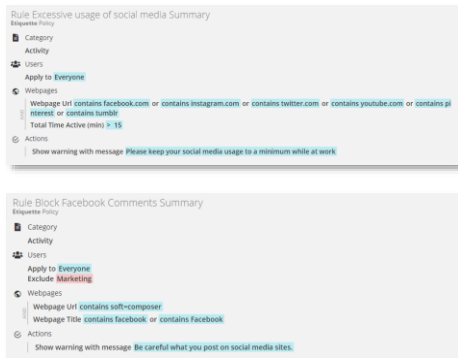 Rule Excessive usage of social media Summary
Etiquette Policy
Category
Activity
Users
Apply to Everyone
Webpages
Webpage Url contains facebook.com or contains instagram.com or contains twitter.com or contains youtube.com or contains pi
nterest or contains tumblr
Total Time Active (min) > 15
Actions
Show warning with message Please keep your social media usage to a minimum while at work
Rule Block Facebook Comments Summary
Etiquette Policy
Category
Activity
Users
Apply to Everyone
Exclude Marketing
Webpages
Webpage Url contains soft=composer
Webpage Title contains facebook or contains Facebook
Actions
Show warning with message Be careful what you post on social media sites.